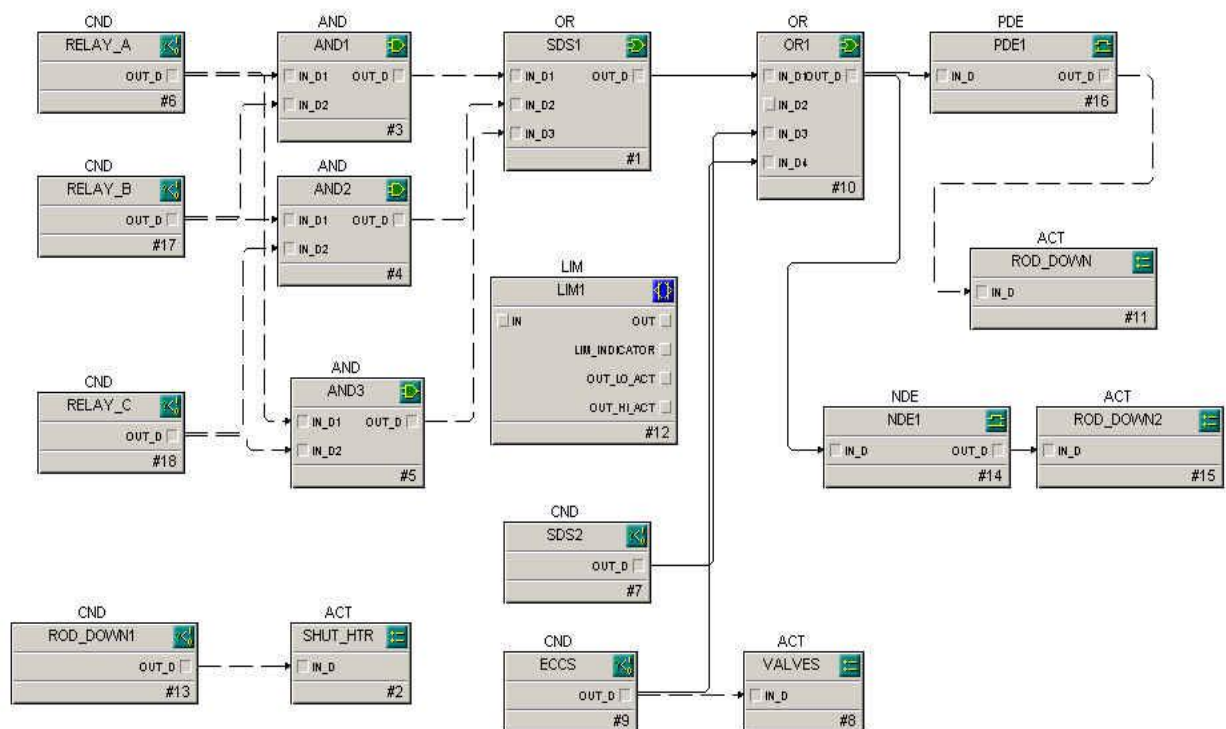 CND
RELAY_A
OUT_D
#6
AND
AND1
IN_D1 OUT_D
IN_D2
#3
OR
SDS1
IN_D1 OUT_D
IN_D2
IN_D3
#1
OR
OR1
IN_D1 OUT_D
IN_D2
IN_D3
IN_D4
#10
PDE
PDE1
IN_D OUT_D
#16
CND
RELAY_B
OUT_D
#17
AND
AND2
IN_D1 OUT_D
IN_D2
#4
ACT
ROD_DOWN
IN_D
#11
LIM
LIM1
IN OUT
LIM_INDICATOR
OUT_LO_ACT
OUT_HI_ACT
#12
CND
RELAY_C
OUT_D
#18
AND
AND3
IN_D1 OUT_D
IN_D2
#5
NDE
NDE1
IN_D OUT_D
#14
ACT
ROD_DOWN2
IN_D
#15
CND
SDS2
OUT_D
#7
CND
ROD_DOWN1
OUT_D
#13
ACT
SHUT_HTR
IN_D
#2
CND
ECCS
OUT_D
#9
ACT
VALVES
IN_D
#8